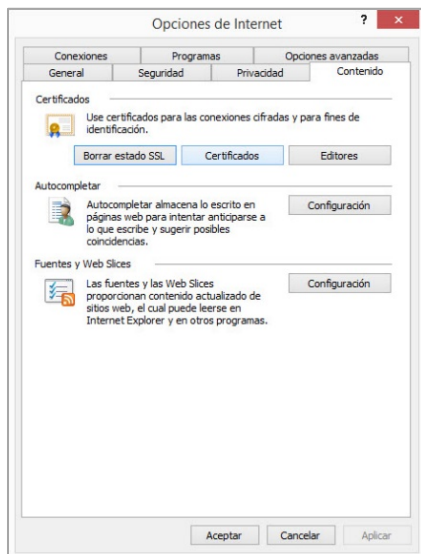 Opciones de Internet ?
Conexiones Programas Opciones avanzadas
General Seguridad Privacidad Contenido
Certificados
Use certificados para las conexiones cifradas y para fines de
identificación.
Borrar estado SSL Certificados Editores
Autocompletar
Autocompletar almacena lo escrito en
páginas web para intentar anticiparse a
lo que escribe y sugerir posibles
coincidencias.
Configuración
Fuentes y Web Slices
Las fuentes y las Web Slices
proporcionan contenido actualizado de
sitios web, el cual puede leerse en
Internet Explorer y en otros programas.
Configuración
Aceptar Cancelar Aplicar